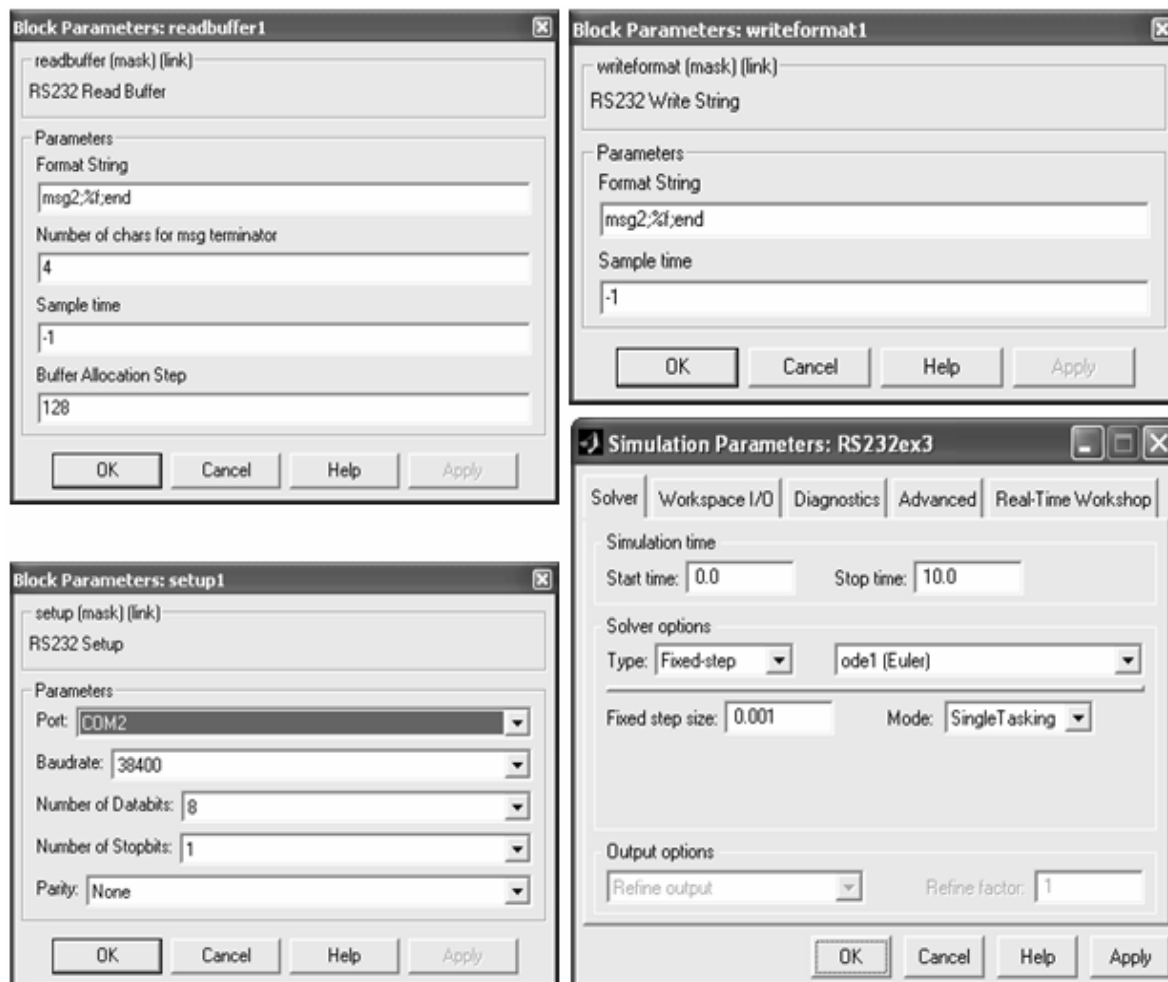 Block Parameters: readbuffer1
readbuffer (mask) (link)
RS232 Read Buffer
Parameters
Format String
msg2;%f;end
Number of chars for msg terminator
4
Sample time
-1
Buffer Allocation Step
128
OK Cancel Help Apply
Block Parameters: writeformat1
writeformat (mask) (link)
RS232 Write String
Parameters
Format String
msg2;%f;end
Sample time
-1
OK Cancel Help Apply
Block Parameters: setup1
setup (mask) (link)
RS232 Setup
Parameters
Port: COM2
Baudrate: 38400
Number of Databits: 8
Number of Stopbits: 1
Parity: None
OK Cancel Help Apply
Simulation Parameters: RS232ex3
Solver Workspace I/O Diagnostics Advanced Real-Time Workshop
Simulation time
Start time: 0.0 Stop time: 10.0
Solver options
Type: Fixed-step ode1 (Euler)
Fixed step size: 0.001 Mode: SingleTasking
Output options
Refine output Refine factor: 1
OK Cancel Help Apply